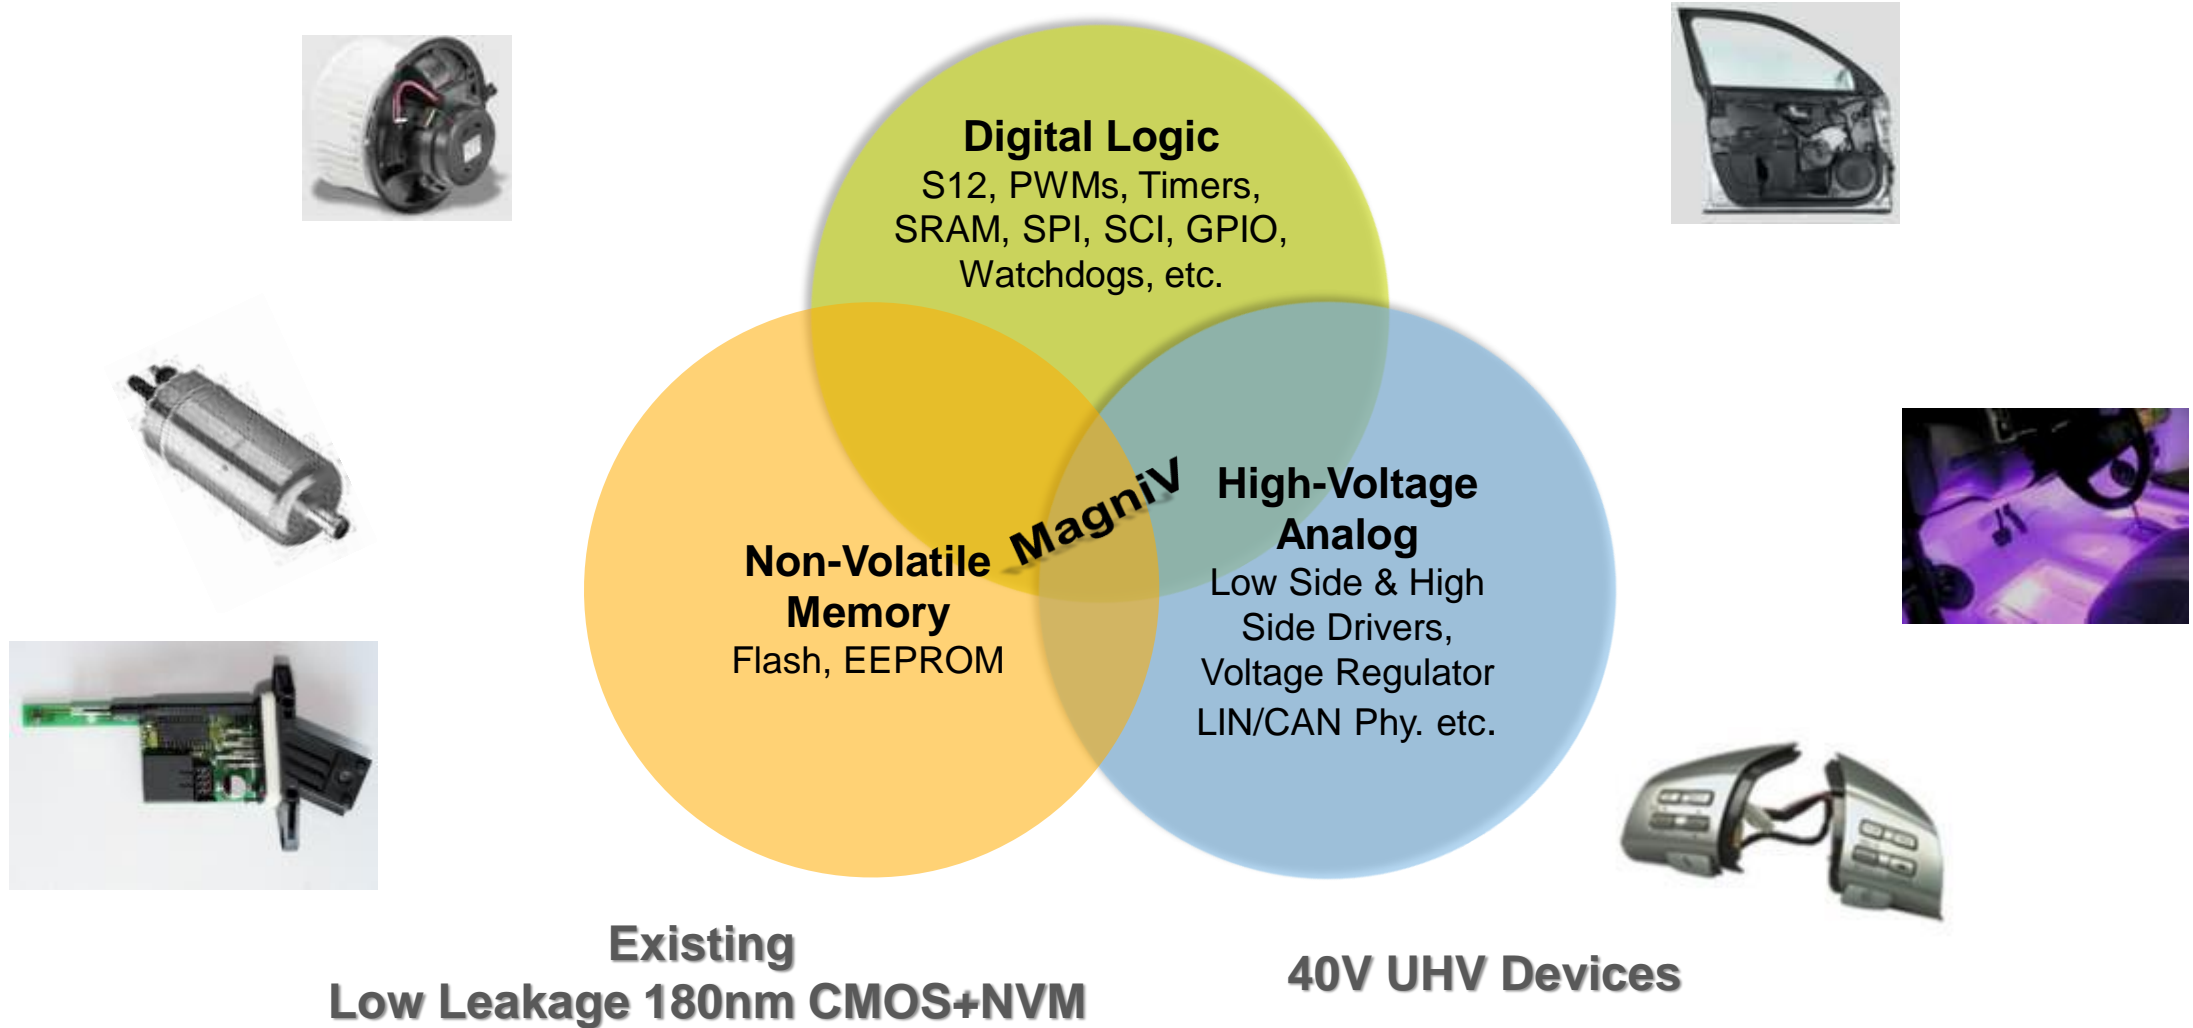 Digital Logic
S12, PWMs, Timers,
SRAM, SPI, SCI, GPIO,
Watchdogs, etc.
MagniV
Non-Volatile
Memory
Flash, EEPROM
High-Voltage
Analog
Low Side & High
Side Drivers,
Voltage Regulator
LIN/CAN Phy. etc.
Existing
Low Leakage 180nm CMOS+NVM
40V UHV Devices